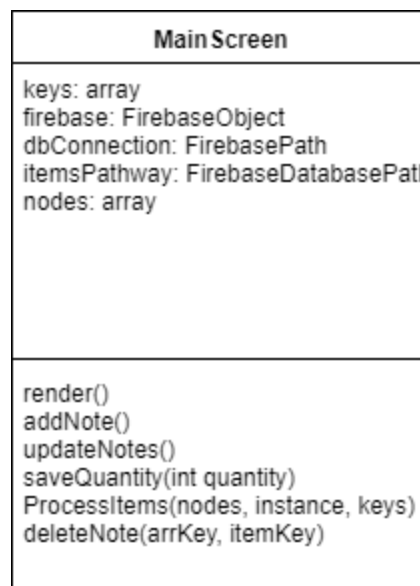 Main Screen
keys: array
firebase: FirebaseObject
dbConnection: FirebasePath
itemsPathway: FirebaseDatabasePath
nodes: array
render()
addNote()
updateNotes()
saveQuantity(int quantity)
ProcessItems(nodes, instance, keys)
deleteNote(arrKey, itemKey)